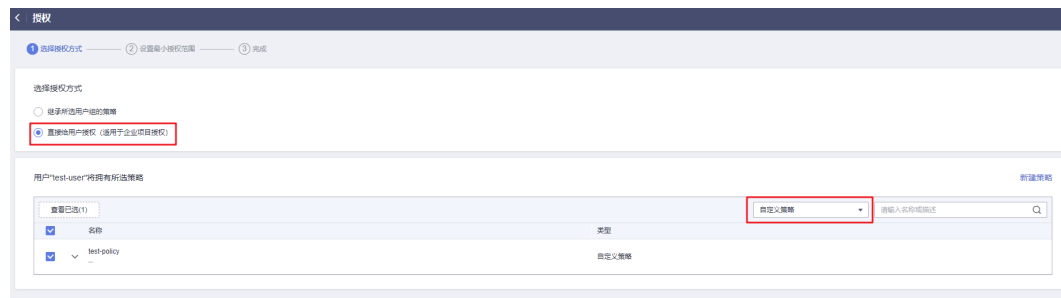 < 授权
1 选择授权方式 2 设置最小授权范围 3 完成
选择授权方式
继承所选用户组的策略
直接给用户授权（适用于企业项目授权）
用户"test-user"将拥有所选策略 新建策略
查看已选(1) 自定义策略 请输入名称或描述
名称 类型
test-policy 自定义策略
--